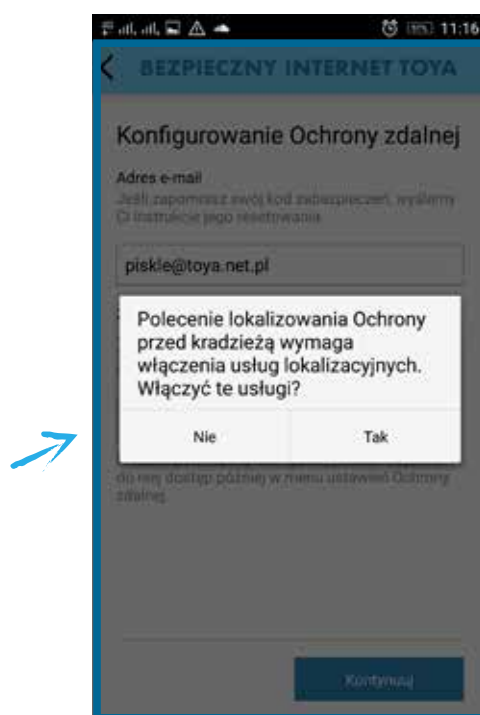 11:16
BEZPIECZNY INTERNET TOYA
Konfigurowanie Ochrony zdalnej
Adres e-mail
Jeśli zapomnisz swój kod zabezpieczeń, wyślemy
Ci instrukcje jego resetowania.
piskle@toya.net.pl
Polecenie lokalizowania Ochrony
przed kradzieżą wymaga
włączenia usług lokalizacyjnych.
Włączyć te usługi?
Nie
Tak
do niej dostęp później w menu ustawień Ochrony
zdalnej.
Kontynuuj